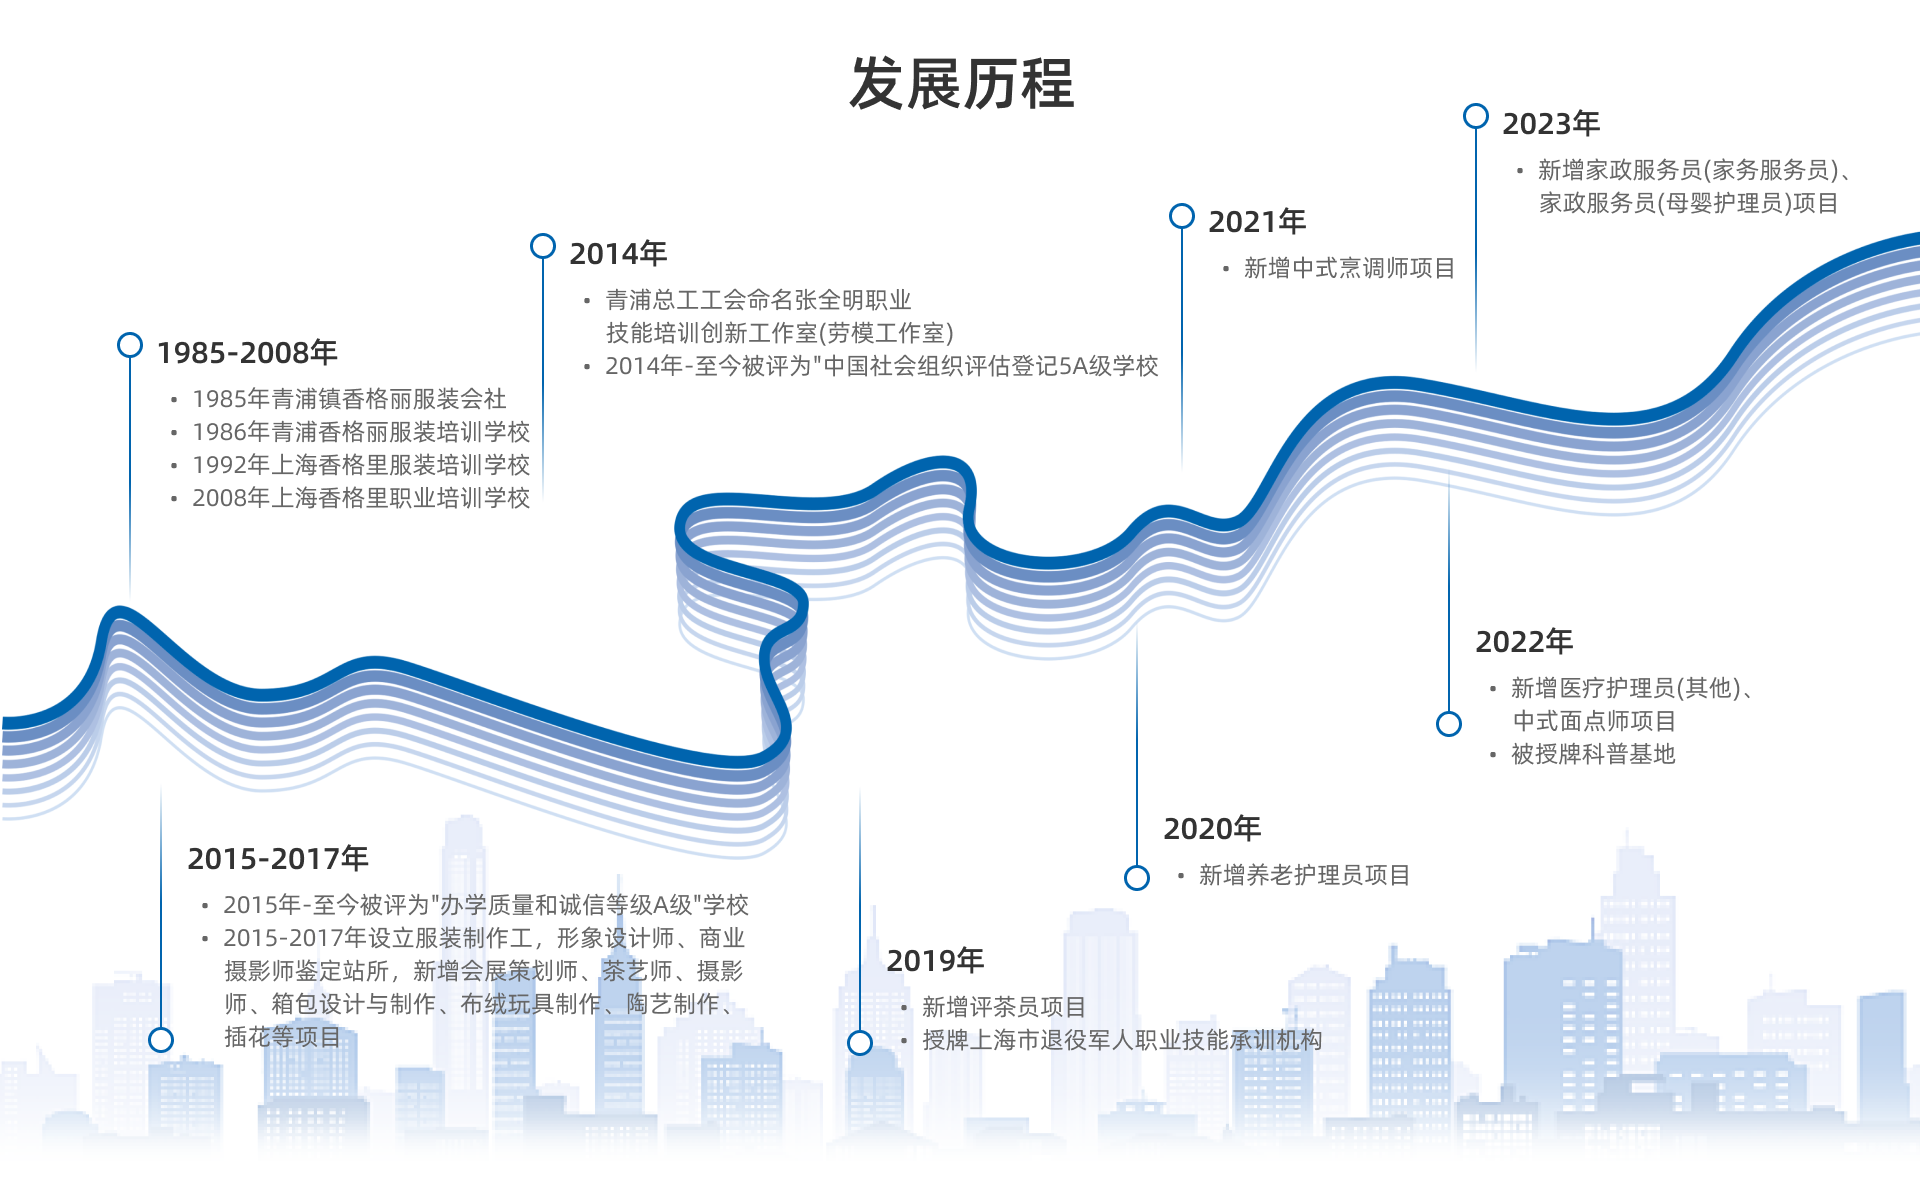 发展历程
1985-2008年
• 1985年青浦镇香格丽服装会社
• 1986年青浦香格丽服装培训学校
• 1992年上海香格里服装培训学校
• 2008年上海香格里职业培训学校
2014年
• 青浦总工工会命名张全明职业
技能培训创新工作室(劳模工作室)
• 2014年-至今被评为"中国社会组织评估登记5A级学校
2015-2017年
• 2015年-至今被评为"办学质量和诚信等级A级"学校
• 2015-2017年设立服装制作工，形象设计师、商业
摄影师鉴定站所，新增会展策划师、茶艺师、摄影
师、箱包设计与制作、布绒玩具制作、陶艺制作、
插花等项目
2019年
• 新增评茶员项目
• 授牌上海市退役军人职业技能承训机构
2020年
• 新增养老护理员项目
2021年
• 新增中式烹调师项目
2022年
• 新增医疗护理员(其他)、
中式面点师项目
• 被授牌科普基地
2023年
• 新增家政服务员(家务服务员)、
家政服务员(母婴护理员)项目